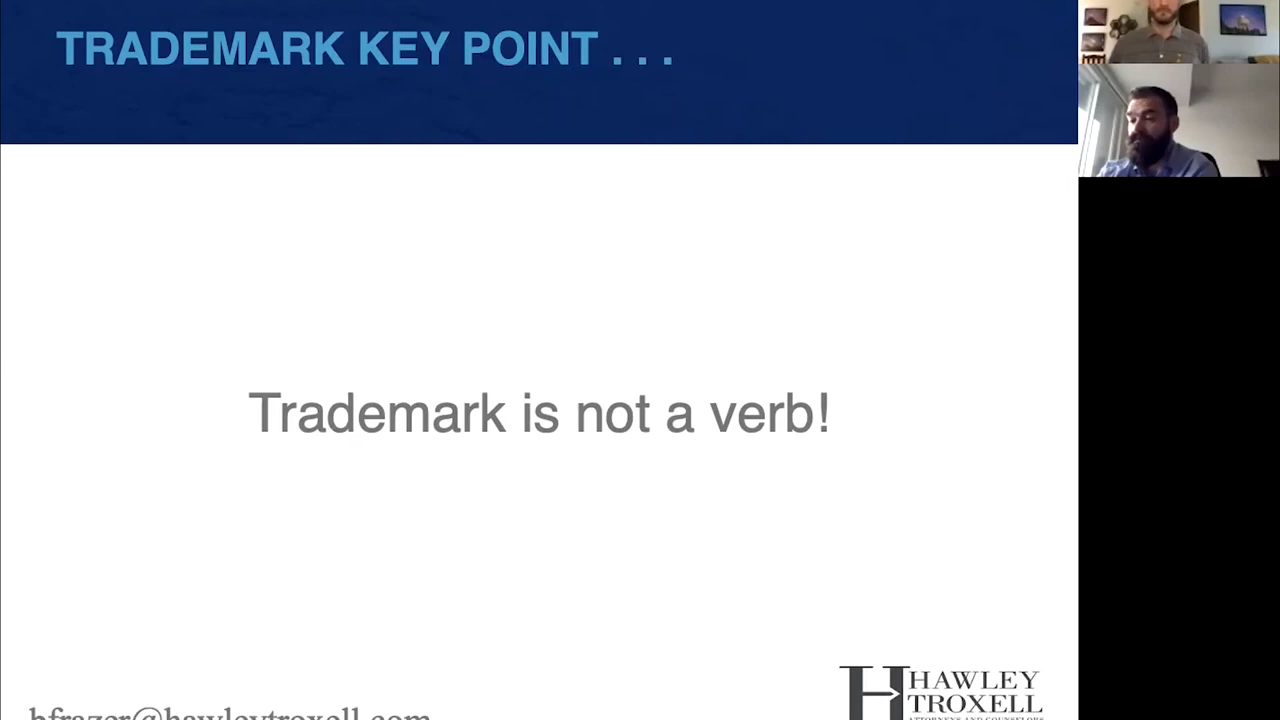 TRADEMARK KEY POINT . . .
Trademark is not a verb!
HAWLEY
TROXELL
ATTORNEYS AND COUNSELORS
bfrazer@hawleytroxell.com